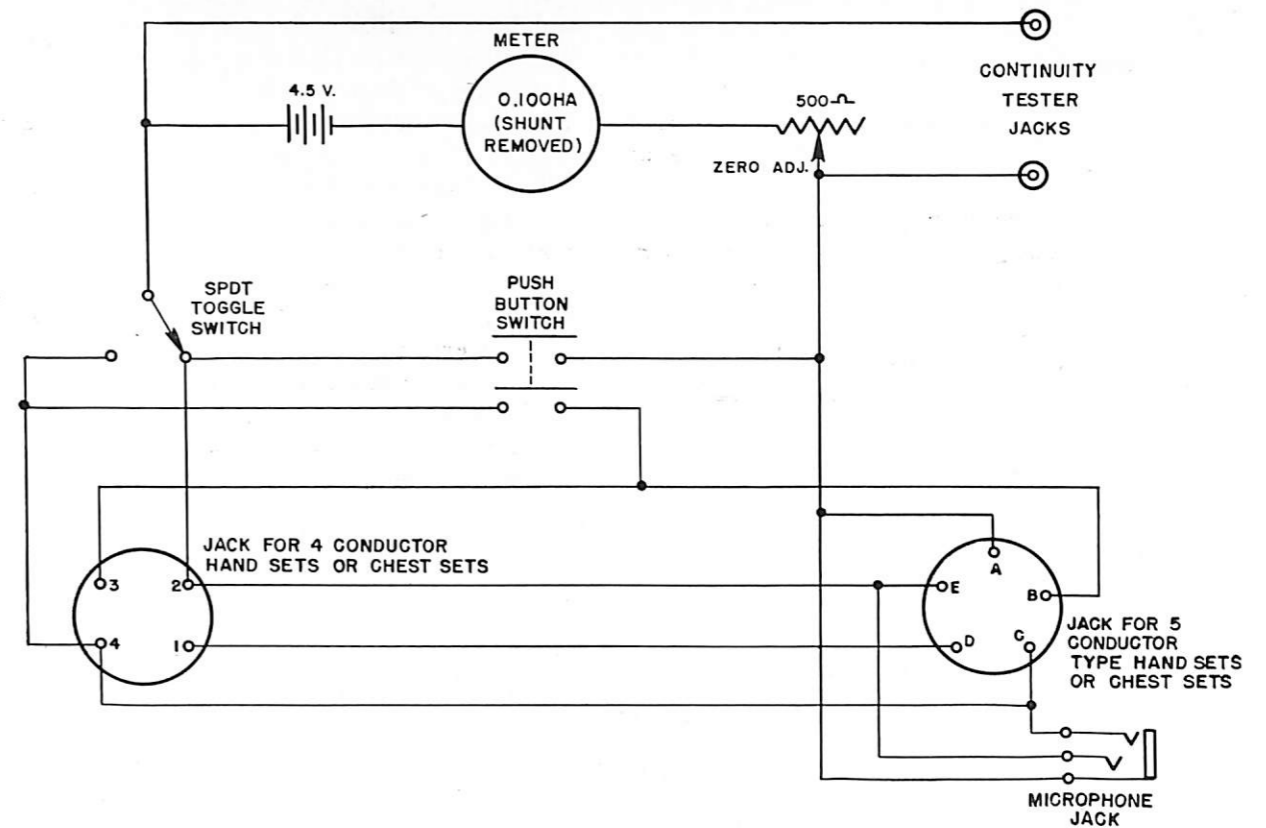 METER
4.5 V.
0.100HA
(SHUNT
REMOVED)
500-Ω-
ZERO ADJ.
CONTINUITY
TESTER
JACKS
SPDT
TOGGLE
SWITCH
PUSH
BUTTON
SWITCH
JACK FOR 4 CONDUCTOR
HAND SETS OR CHEST SETS
3
2
4
1
A
E
B
D
C
JACK FOR 5
CONDUCTOR
TYPE HAND SETS
OR CHEST SETS
MICROPHONE
JACK